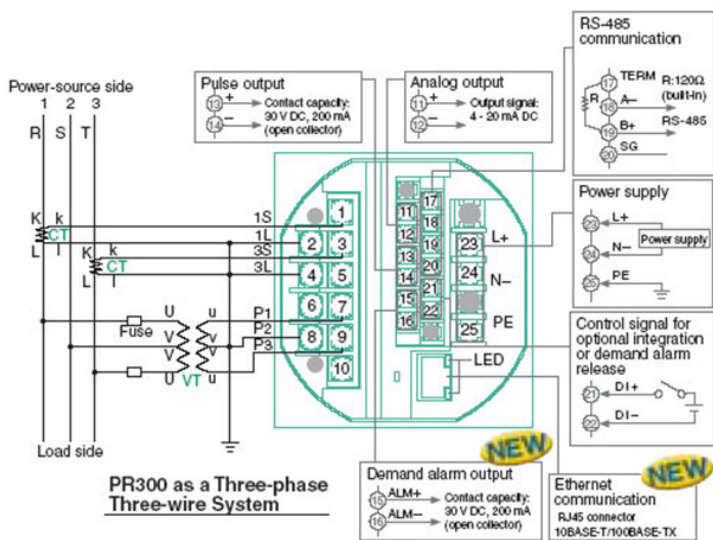 RS-485
communication
17 TERM R:120Ω
(built-in)
R
18 A-
19 B+ RS-485
20 SG
Power-source side
1 2 3
R S T
Pulse output
13 + Contact capacity:
14 - 30 V DC, 200 mA
(open collector)
Analog output
11 + Output signal:
12 - 4 - 20 mA DC
Power supply
23 L+
24 N- Power supply
25 PE
K k 1S
CT
L l 1L
K k 3S
CT
L l 3L
U u P1
Fuse
V v P2
V v P3
U u
VT
1
2 3
4 5
6 7
8 9
10
11 17
12 18
13 19
14 20
15 21
16 22
23 L+
24 N-
25 PE
LED
Control signal for
optional integration
or demand alarm
release
21 DI+
22 DI-
Load side
PR300 as a Three-phase
Three-wire System
NEW
Demand alarm output
15 ALM+ Contact capacity:
16 ALM- 30 V DC, 200 mA
(open collector)
NEW
Ethernet
communication
RJ45 connector
10BASE-T/100BASE-TX